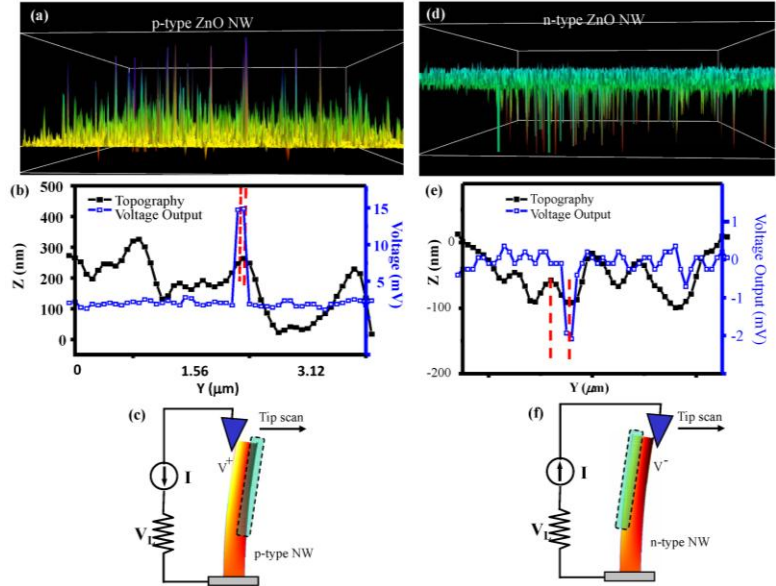 (a)
p-type ZnO NW
(d)
n-type ZnO NW
(b)
500
400
300
200
100
0
Z (nm)
Topography
Voltage Output
15
10
5
Voltage (mV)
0
1.56
3.12
Y (μm)
(e)
0
-100
-200
Z (nm)
Topography
Voltage Output
1
0
-1
-2
Voltage Output (mV)
Y (μm)
(c)
Tip scan
V+
I
VL
p-type NW
(f)
Tip scan
V-
I
VL
n-type NW